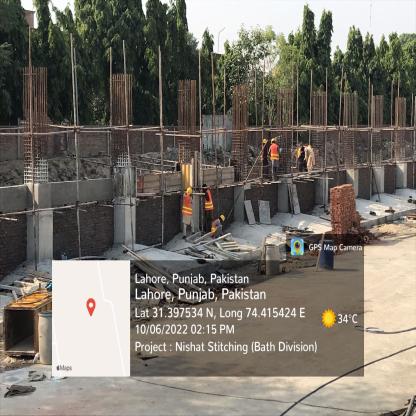 GPS Map Camera
Lahore, Punjab, Pakistan
Lahore, Punjab, Pakistan
Lat 31.397534 N, Long 74.415424 E
10/06/2022 02:15 PM
34°C
Project : Nishat Stitching (Bath Division)
Maps